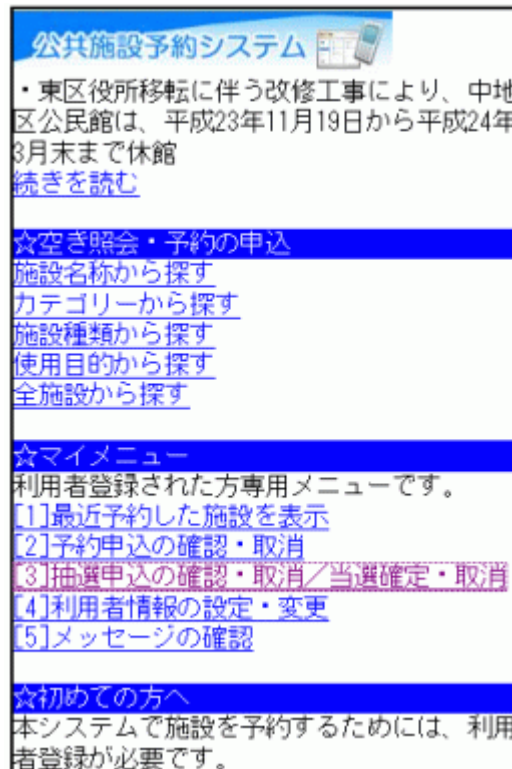 公共施設予約システム
・東区役所移転に伴う改修工事により、中地
区公民館は、平成23年11月19日から平成24年
3月末まで休館
続きを読む
☆空き照会・予約の申込
施設名称から探す
カテゴリーから探す
施設種類から探す
使用目的から探す
全施設から探す
☆マイメニュー
利用者登録された方専用メニューです。
[1]最近予約した施設を表示
[2]予約申込の確認・取消
[3]抽選申込の確認・取消／当選確定・取消
[4]利用者情報の設定・変更
[5]メッセージの確認
☆初めての方へ
本システムで施設を予約するためには、利用
者登録が必要です。